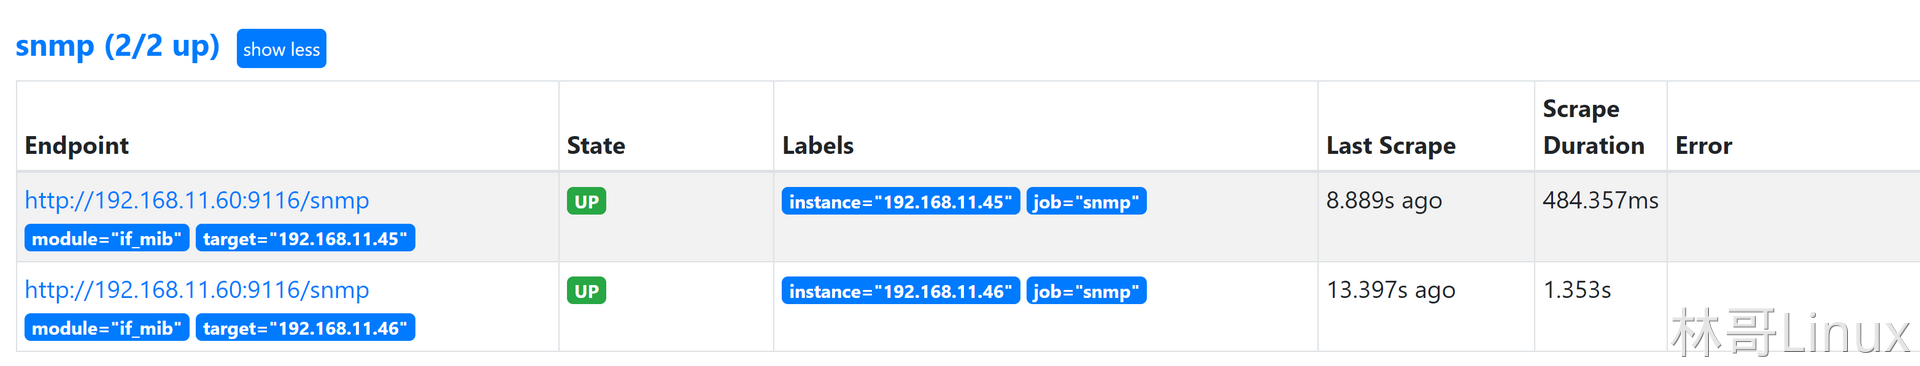 snmp (2/2 up) show less
Endpoint State Labels Last Scrape Scrape Duration Error
http://192.168.11.60:9116/snmp UP instance="192.168.11.45" job="snmp" 8.889s ago 484.357ms
module="if_mib" target="192.168.11.45"
http://192.168.11.60:9116/snmp UP instance="192.168.11.46" job="snmp" 13.397s ago 1.353s
module="if_mib" target="192.168.11.46"
林哥Linux